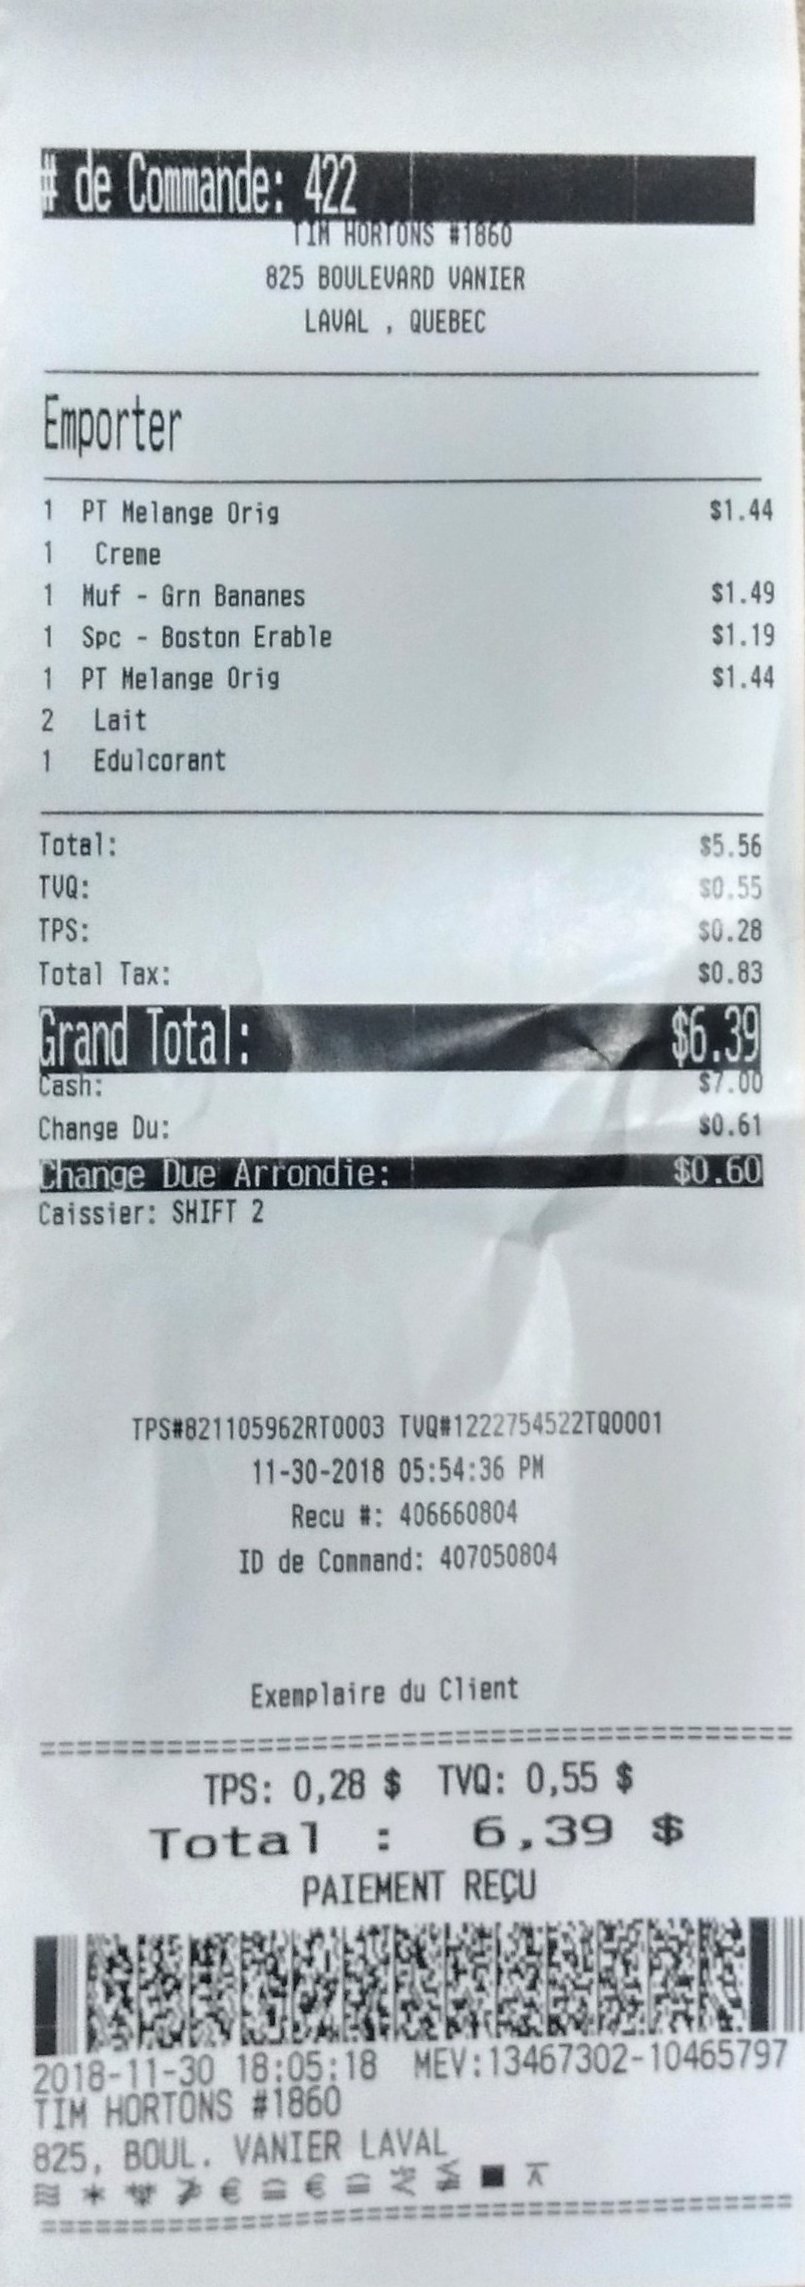 # de Commande: 422
TIM HORTONS #1860
825 BOULEVARD VANIER
LAVAL , QUEBEC
Emporter
1 PT Melange Orig $1.44
1 Creme
1 Muf - Grn Bananes $1.49
1 Spc - Boston Erable $1.19
1 PT Melange Orig $1.44
2 Lait
1 Edulcorant
Total: $5.56
TVQ: $0.55
TPS: $0.28
Total Tax: $0.83
Grand Total: $6.39
Cash: $7.00
Change Du: $0.61
Change Due Arrondie: $0.60
Caissier: SHIFT 2
TPS#821105962RT0003 TVQ#1222754522TQ0001
11-30-2018 05:54:36 PM
Recu #: 406660804
ID de Command: 407050804
Exemplaire du Client
========================================
TPS: 0,28 $ TVQ: 0,55 $
Total : 6,39 $
PAIEMENT REÇU
2018-11-30 18:05:18 MEV:13467302-10465797
TIM HORTONS #1860
825, BOUL. VANIER LAVAL
========================================